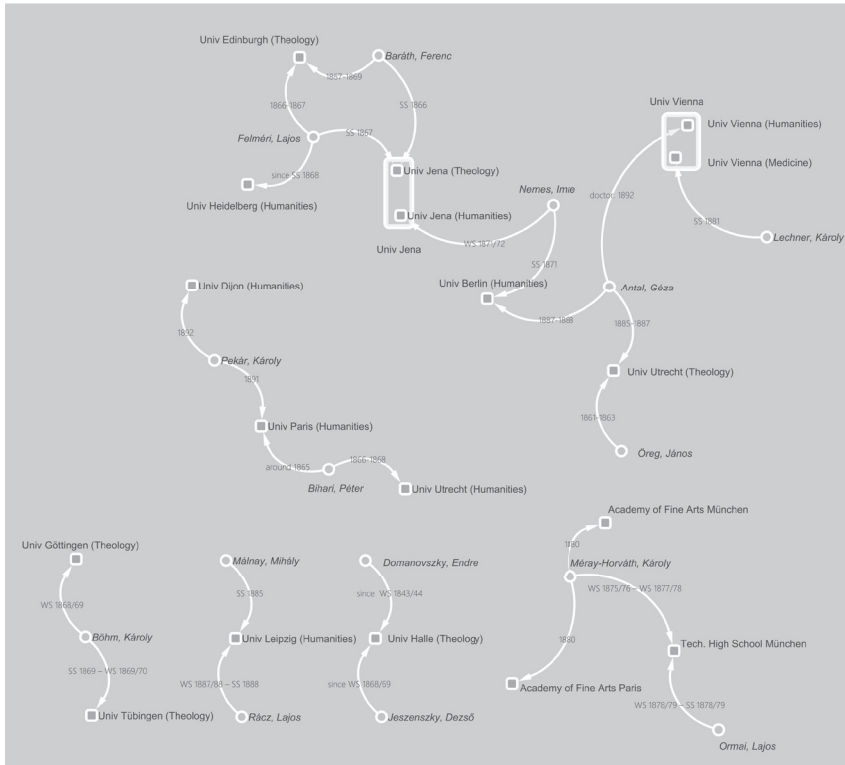 Univ Edinburgh (Theology)
Baráth, Ferenc
1867-1869
1866-1867
SS 1866
Felméri, Lajos
SS 1867
since SS 1868
Univ Heidelberg (Humanities)
Univ Jena (Theology)
Univ Jena (Humanities)
Univ Jena
Nemes, Imre
WS 1871/72
SS 1871
Univ Berlin (Humanities)
1887-1888
Univ Vienna
Univ Vienna (Humanities)
Univ Vienna (Medicine)
doctor: 1892
SS 1881
Lechner, Károly
Antal, Géza
1885-1887
Univ Utrecht (Theology)
1861-1863
Öreg, János
Univ Dijon (Humanities)
1892
Pekár, Károly
1891
Univ Paris (Humanities)
around 1865
1866-1868
Bihari, Péter
Univ Utrecht (Humanities)
Univ Göttingen (Theology)
WS 1868/69
Böhm, Károly
SS 1869 – WS 1869/70
Univ Tübingen (Theology)
Málnay, Mihály
SS 1885
Univ Leipzig (Humanities)
WS 1887/88 – SS 1888
Rácz, Lajos
Domanovszky, Endre
since WS 1843/44
Univ Halle (Theology)
since WS 1868/69
Jeszenszky, Dezső
Academy of Fine Arts München
1880
Méray-Horváth, Károly
WS 1875/76 – WS 1877/78
1880
Tech. High School München
Academy of Fine Arts Paris
WS 1878/79 – SS 1878/79
Ormai, Lajos